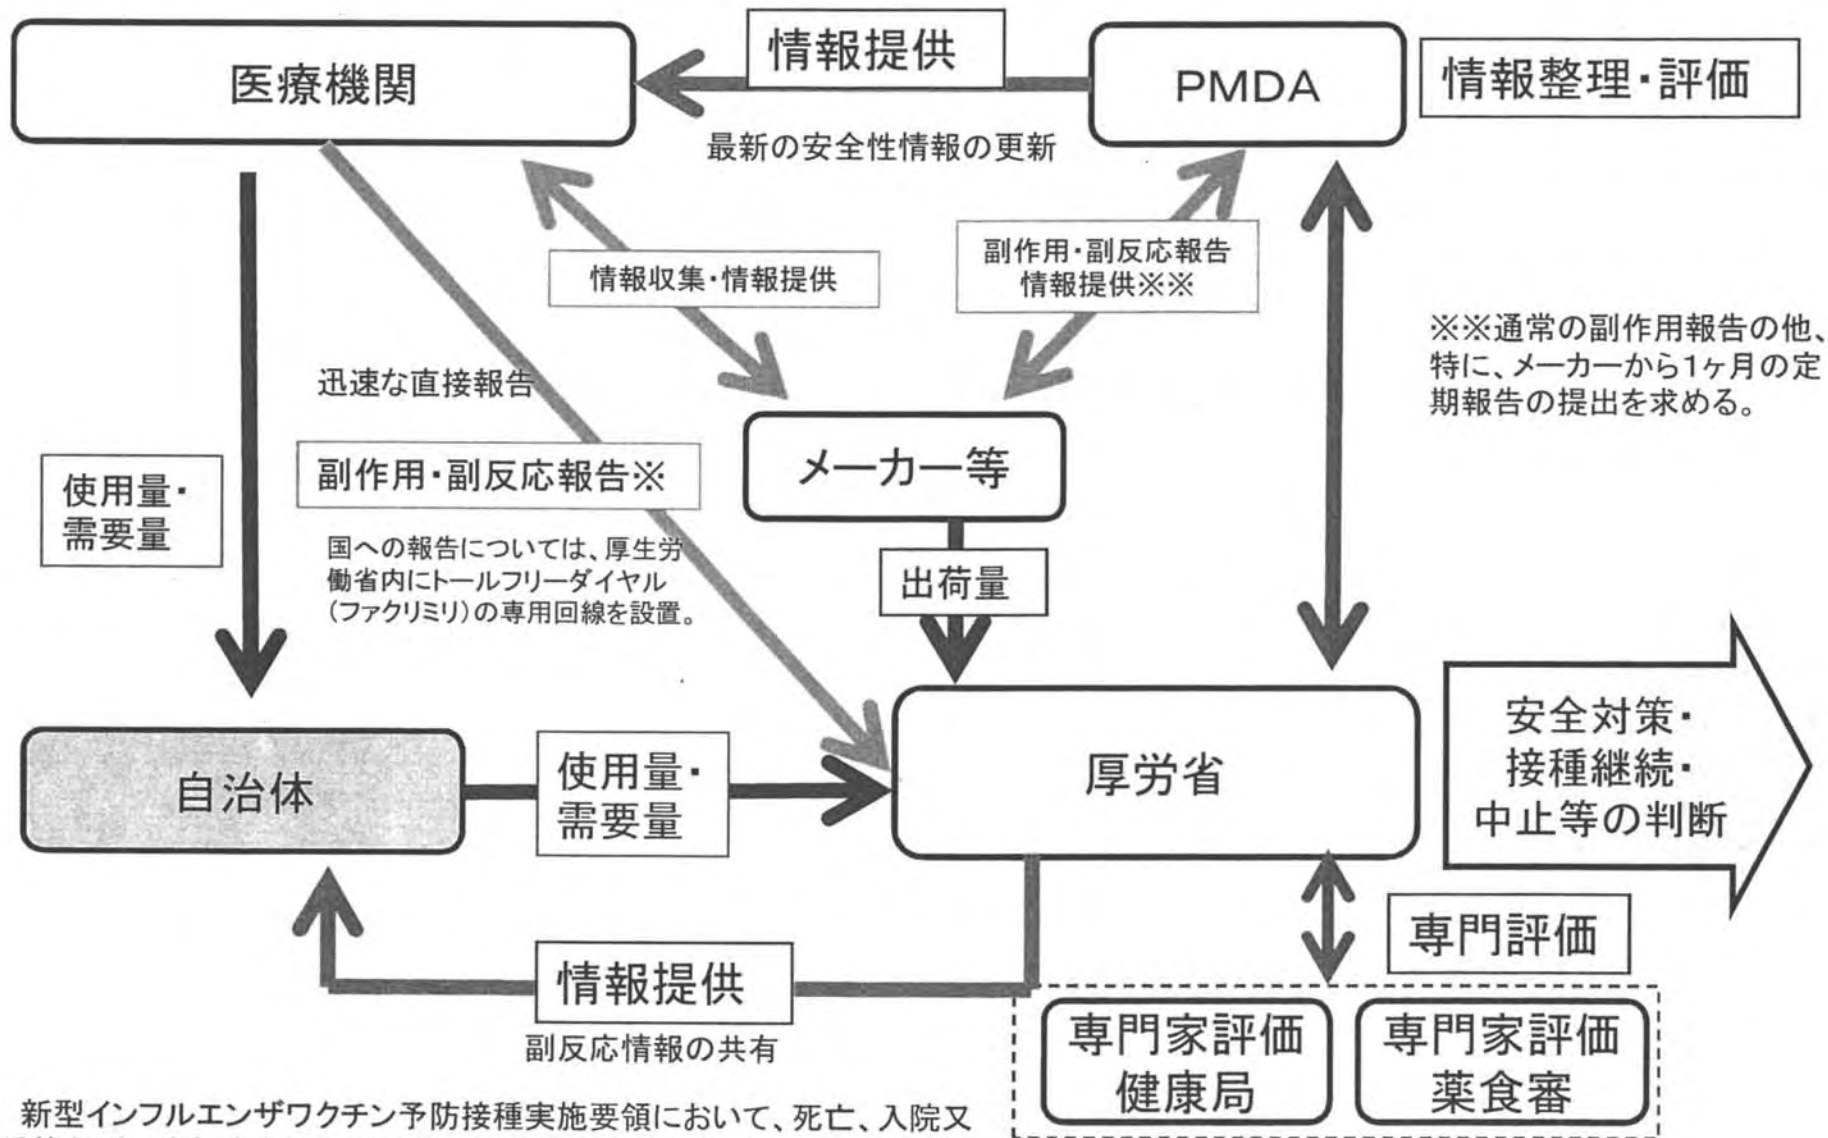 医療機関
情報提供
PMDA
情報整理・評価
最新の安全性情報の更新
情報収集・情報提供
副作用・副反応報告
情報提供※※
※※通常の副作用報告の他、
特に、メーカーから1ヶ月の定
期報告の提出を求める。
迅速な直接報告
副作用・副反応報告※
国への報告については、厚生労
働省内にトールフリーダイヤル
(ファクリミリ)の専用回線を設置。
使用量・
需要量
メーカー等
出荷量
自治体
使用量・
需要量
厚労省
安全対策・
接種継続・
中止等の判断
情報提供
副反応情報の共有
専門評価
専門家評価
健康局
専門家評価
薬食審
新型インフルエンザワクチン予防接種実施要領において、死亡、入院又